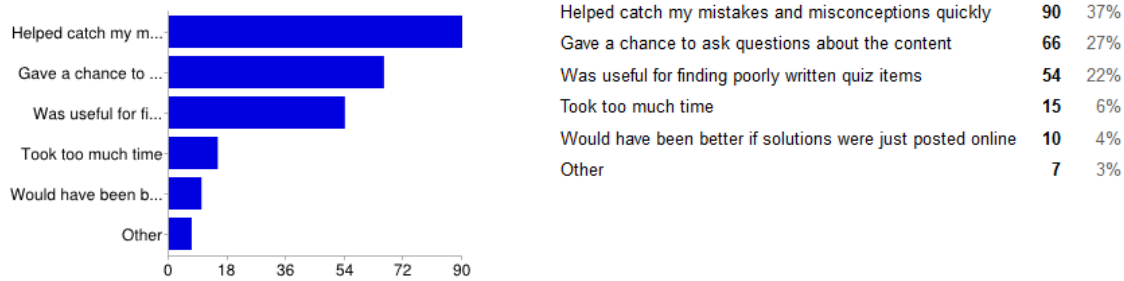 Helped catch my m...
Gave a chance to ...
Was useful for fi...
Took too much time
Would have been b...
Other
0 18 36 54 72 90
Helped catch my mistakes and misconceptions quickly 90 37%
Gave a chance to ask questions about the content 66 27%
Was useful for finding poorly written quiz items 54 22%
Took too much time 15 6%
Would have been better if solutions were just posted online 10 4%
Other 7 3%